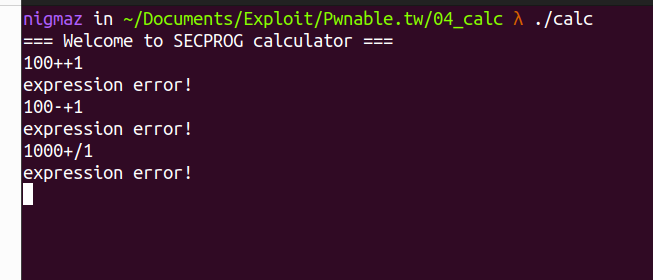 nigmaz in ~/Documents/Exploit/Pwnable.tw/04_calc λ ./calc
=== Welcome to SECPROG calculator ===
100++1
expression error!
100-+1
expression error!
1000+/1
expression error!